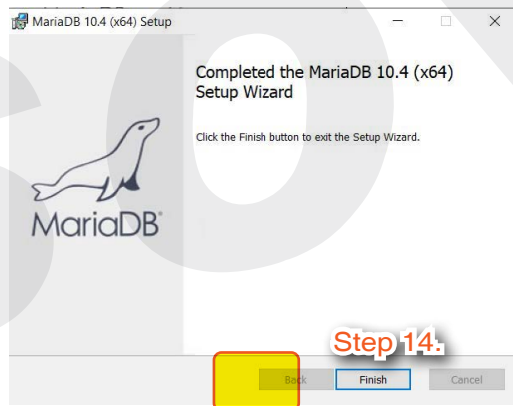 MariaDB 10.4 (x64) Setup
Completed the MariaDB 10.4 (x64)
Setup Wizard
Click the Finish button to exit the Setup Wizard.
MariaDB
Step 14.
Back
Finish
Cancel